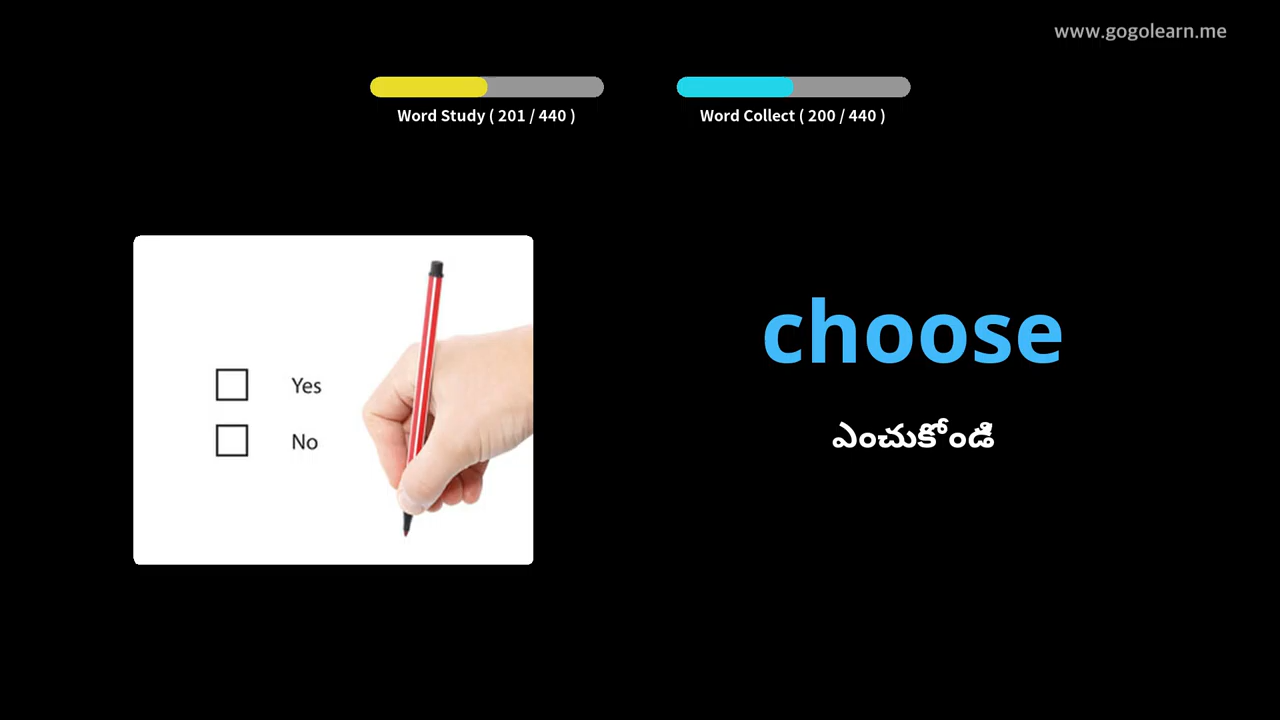 www.gogolearn.me
Word Study ( 201 / 440 )
Word Collect ( 200 / 440 )
Yes
No
choose
ఎంచుకోండి